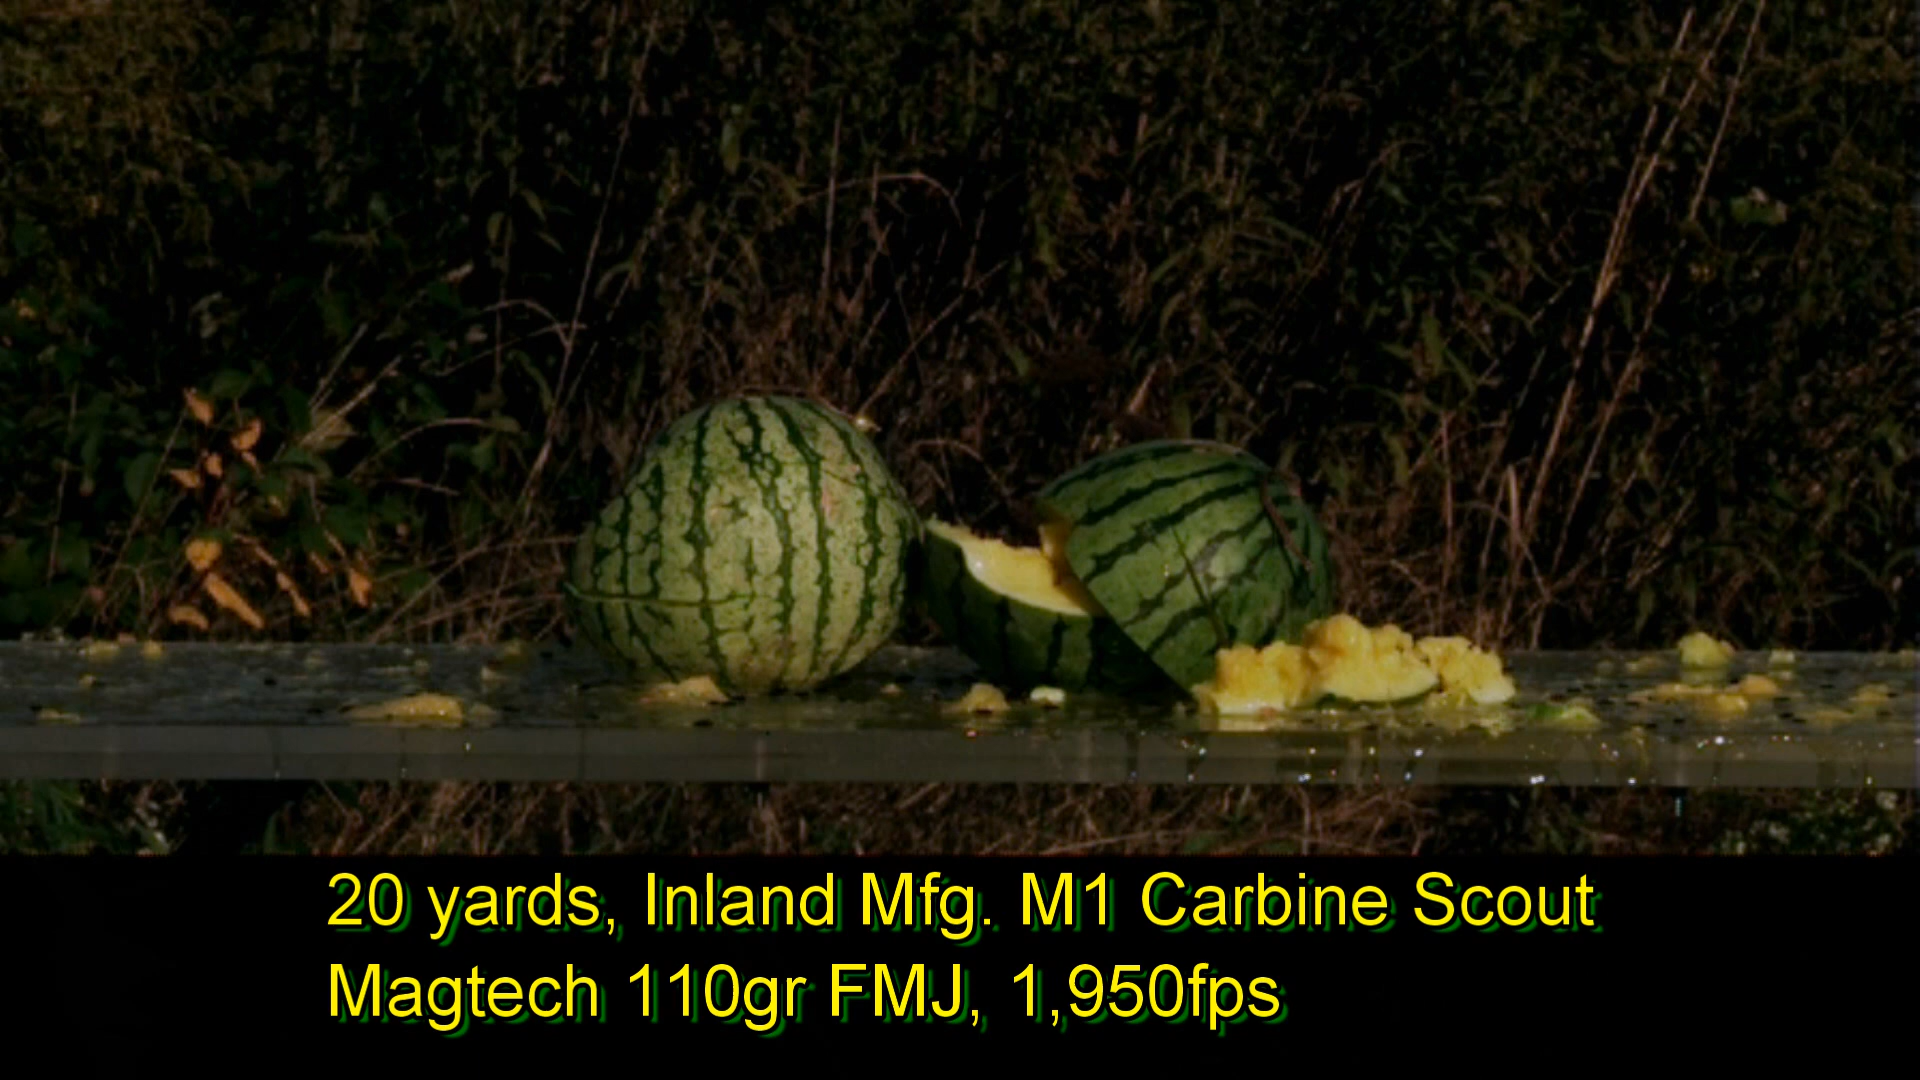 20 yards, Inland Mfg. M1 Carbine Scout
Magtech 110gr FMJ, 1,950fps